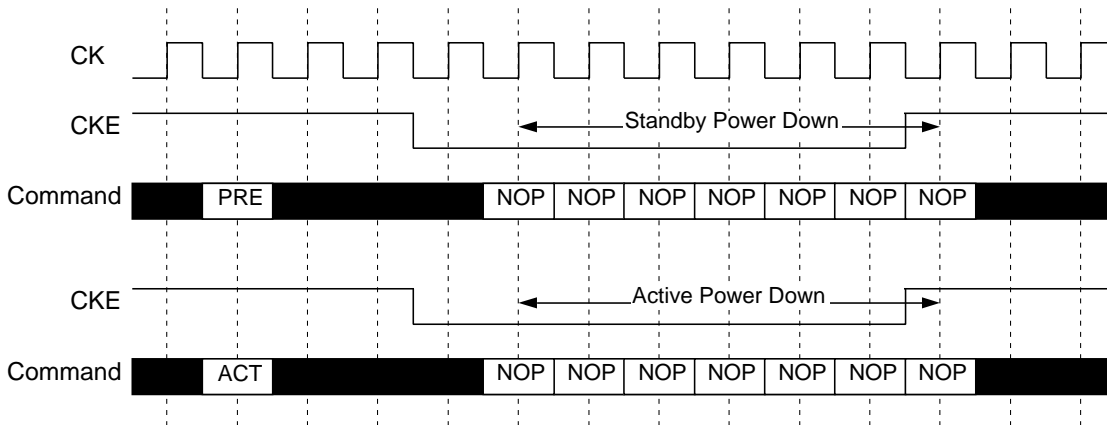 CK
CKE
Standby Power Down
Command
PRE
NOP NOP NOP NOP NOP NOP NOP
CKE
Active Power Down
Command
ACT
NOP NOP NOP NOP NOP NOP NOP